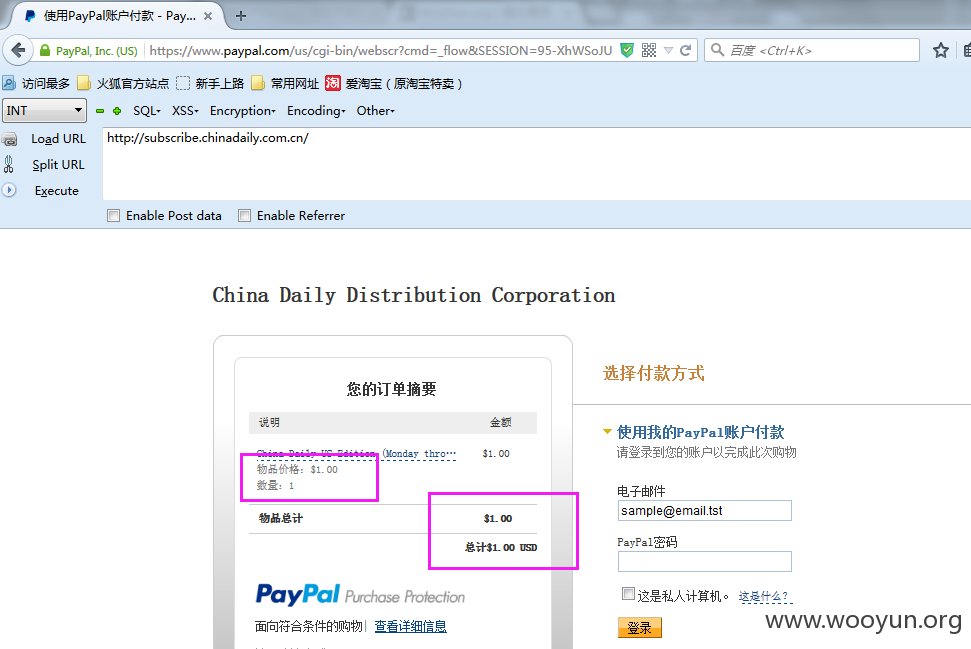 使用PayPal账户付款 - Pay...
PayPal, Inc. (US) https://www.paypal.com/us/cgi-bin/webscr?cmd=_flow&SESSION=95-XhWSoJU 百度 <Ctrl+K>
访问最多 火狐官方站点 新手上路 常用网址 淘 爱淘宝（原淘宝特卖）
INT SQL XSS Encryption Encoding Other
Load URL http://subscribe.chinadaily.com.cn/
Split URL
Execute
Enable Post data Enable Referrer
China Daily Distribution Corporation
您的订单摘要
说明 金额
China Daily US Edition (Monday thro… $1.00
物品价格：$1.00
数量：1
物品总计 $1.00
总计$1.00 USD
PayPal Purchase Protection
面向符合条件的购物 查看详细信息
选择付款方式
使用我的PayPal账户付款
请登录到您的账户以完成此次购物
电子邮件
sample@email.tst
PayPal密码
这是私人计算机。 这是什么？
登录
www.wooyun.org